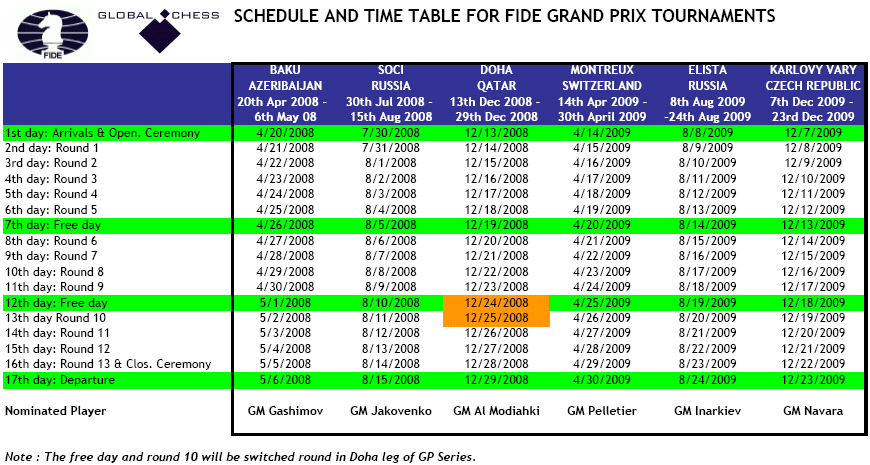 FIDE
GLOBAL CHESS
SCHEDULE AND TIME TABLE FOR FIDE GRAND PRIX TOURNAMENTS
BAKU SOCI DOHA MONTREUX ELISTA KARLOVY VARY
AZERIBAIJAN RUSSIA QATAR SWITZERLAND RUSSIA CZECH REPUBLIC
20th Apr 2008 - 30th Jul 2008 - 13th Dec 2008 - 14th Apr 2009 - 8th Aug 2009 7th Dec 2009 -
6th May 08 15th Aug 2008 29th Dec 2008 30th April 2009 -24th Aug 2009 23rd Dec 2009
1st day: Arrivals & Open. Ceremony 4/20/2008 7/30/2008 12/13/2008 4/14/2009 8/8/2009 12/7/2009
2nd day: Round 1 4/21/2008 7/31/2008 12/14/2008 4/15/2009 8/9/2009 12/8/2009
3rd day: Round 2 4/22/2008 8/1/2008 12/15/2008 4/16/2009 8/10/2009 12/9/2009
4th day: Round 3 4/23/2008 8/2/2008 12/16/2008 4/17/2009 8/11/2009 12/10/2009
5th day: Round 4 4/24/2008 8/3/2008 12/17/2008 4/18/2009 8/12/2009 12/11/2009
6th day: Round 5 4/25/2008 8/4/2008 12/18/2008 4/19/2009 8/13/2009 12/12/2009
7th day: Free day 4/26/2008 8/5/2008 12/19/2008 4/20/2009 8/14/2009 12/13/2009
8th day: Round 6 4/27/2008 8/6/2008 12/20/2008 4/21/2009 8/15/2009 12/14/2009
9th day: Round 7 4/28/2008 8/7/2008 12/21/2008 4/22/2009 8/16/2009 12/15/2009
10th day: Round 8 4/29/2008 8/8/2008 12/22/2008 4/23/2009 8/17/2009 12/16/2009
11th day: Round 9 4/30/2008 8/9/2008 12/23/2008 4/24/2009 8/18/2009 12/17/2009
12th day: Free day 5/1/2008 8/10/2008 12/24/2008 4/25/2009 8/19/2009 12/18/2009
13th day Round 10 5/2/2008 8/11/2008 12/25/2008 4/26/2009 8/20/2009 12/19/2009
14th day: Round 11 5/3/2008 8/12/2008 12/26/2008 4/27/2009 8/21/2009 12/20/2009
15th day: Round 12 5/4/2008 8/13/2008 12/27/2008 4/28/2009 8/22/2009 12/21/2009
16th day: Round 13 & Clos. Ceremony 5/5/2008 8/14/2008 12/28/2008 4/29/2009 8/23/2009 12/22/2009
17th day: Departure 5/6/2008 8/15/2008 12/29/2008 4/30/2009 8/24/2009 12/23/2009
Nominated Player GM Gashimov GM Jakovenko GM Al Modiahki GM Pelletier GM Inarkiev GM Navara
Note : The free day and round 10 will be switched round in Doha leg of GP Series.